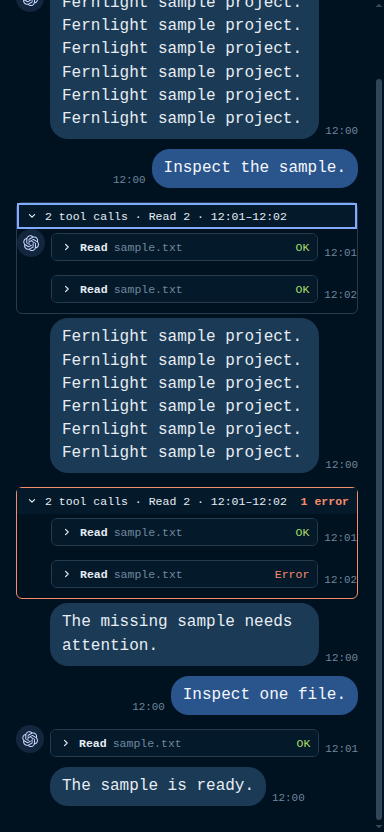 Fernlight sample project.
Fernlight sample project.
Fernlight sample project.
Fernlight sample project.
Fernlight sample project.
Fernlight sample project.
12:00
Inspect the sample.
12:00
2 tool calls · Read 2 · 12:01–12:02
Read sample.txt OK 12:01
Read sample.txt OK 12:02
Fernlight sample project.
Fernlight sample project.
Fernlight sample project.
Fernlight sample project.
Fernlight sample project.
Fernlight sample project.
12:00
2 tool calls · Read 2 · 12:01–12:02 1 error
Read sample.txt OK 12:01
Read sample.txt Error 12:02
The missing sample needs
attention.
12:00
Inspect one file.
12:00
Read sample.txt OK 12:01
The sample is ready.
12:00